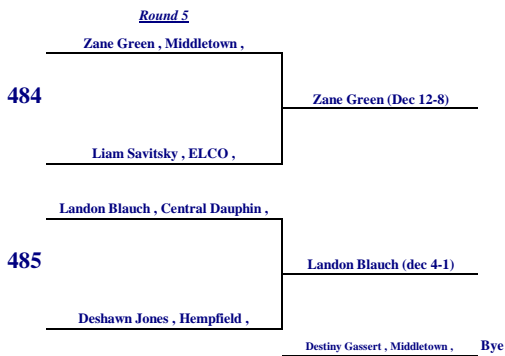 Round 5
Zane Green , Middletown ,
484
Zane Green (Dec 12-8)
Liam Savitsky , ELCO ,
Landon Blauch , Central Dauphin ,
485
Landon Blauch (dec 4-1)
Deshawn Jones , Hempfield ,
Destiny Gassert , Middletown , Bye